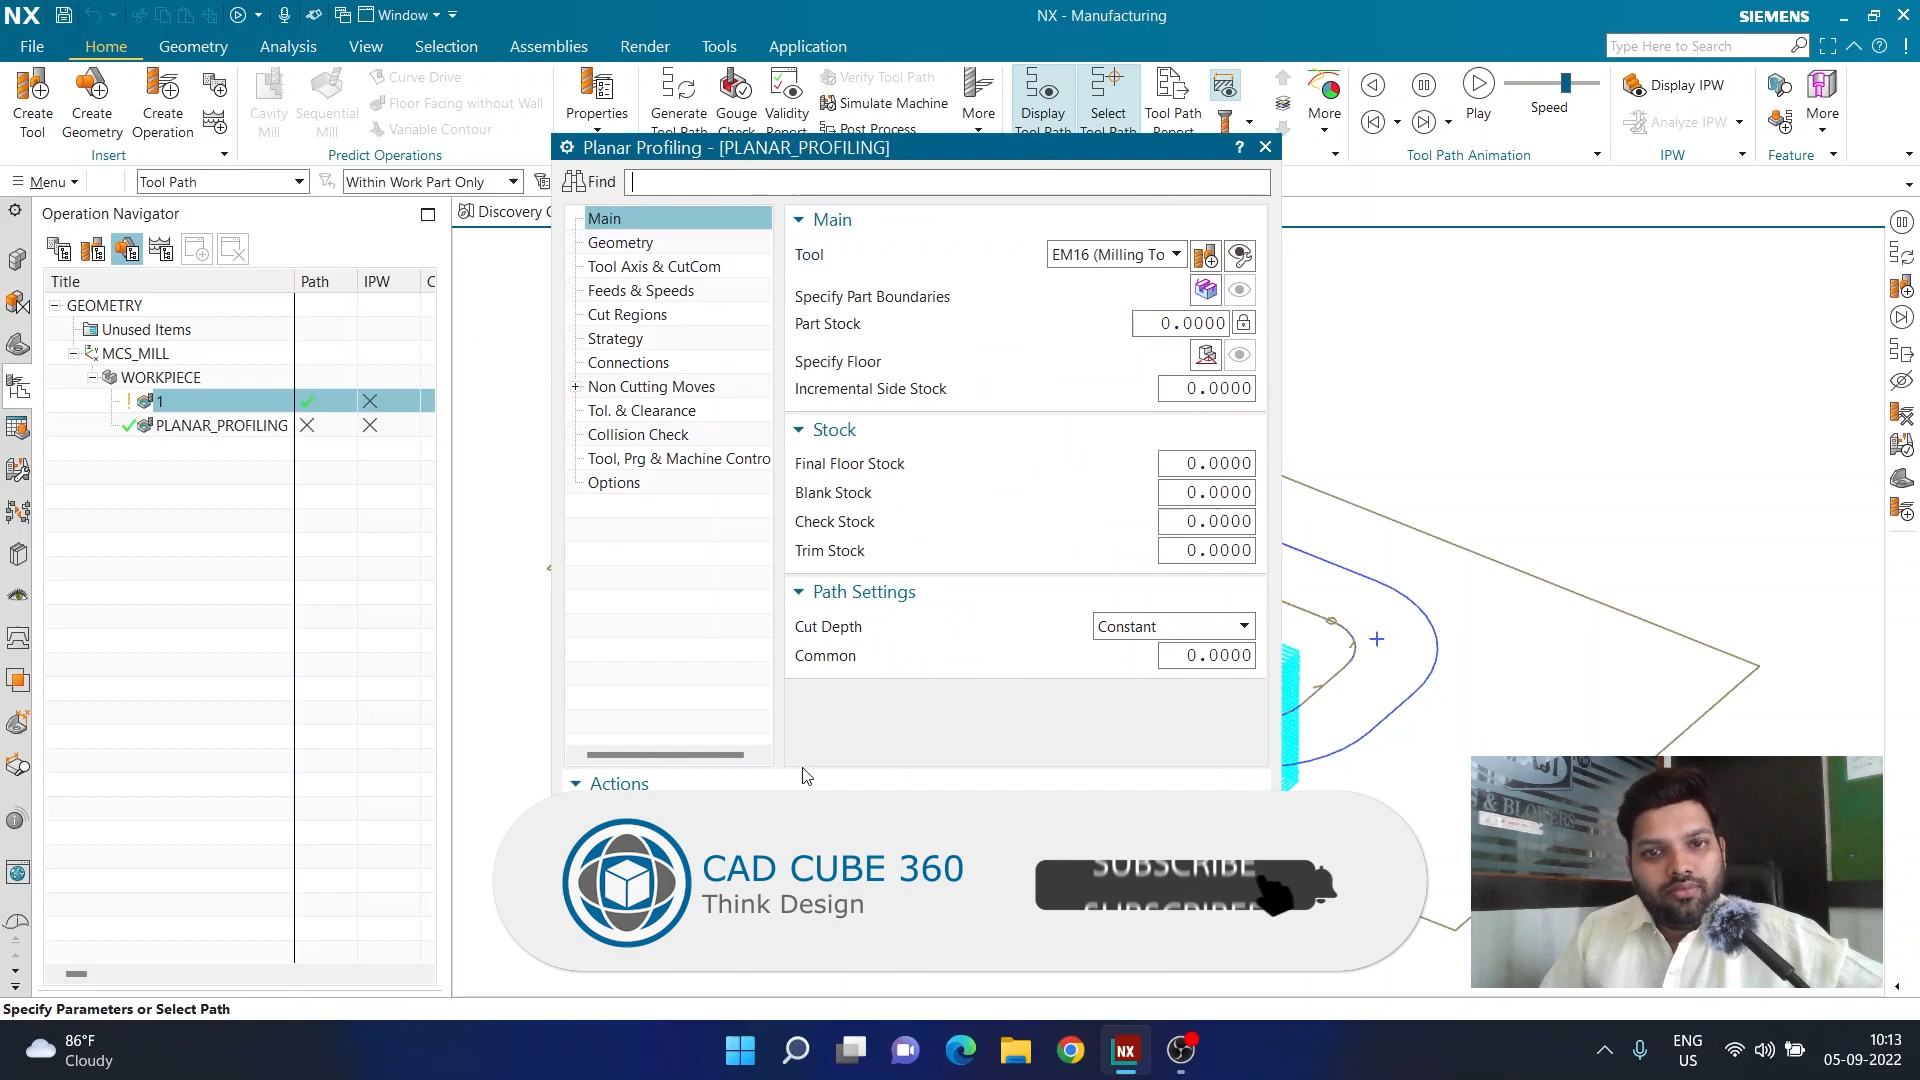 NX
Window
NX - Manufacturing
SIEMENS
File
Home
Geometry
Analysis
View
Selection
Assemblies
Render
Tools
Application
Type Here to Search
Create
Tool
Create
Geometry
Create
Operation
Insert
Cavity
Mill
Sequential
Mill
Curve Drive
Floor Facing without Wall
Variable Contour
Predict Operations
Properties
Generate
Tool Path
Gouge
Check
Validity
Report
Verify Tool Path
Simulate Machine
Post Process
More
Display
Tool Path
Select
Tool Path
Tool Path
Report
More
Play
Speed
Tool Path Animation
Display IPW
Analyze IPW
IPW
More
Feature
Menu
Tool Path
Within Work Part Only
Operation Navigator
Title
Path
IPW
C
GEOMETRY
Unused Items
MCS_MILL
WORKPIECE
1
PLANAR_PROFILING
Discovery C
Planar Profiling - [PLANAR_PROFILING]
?
Find
Main
Geometry
Tool Axis & CutCom
Feeds & Speeds
Cut Regions
Strategy
Connections
Non Cutting Moves
Tol. & Clearance
Collision Check
Tool, Prg & Machine Contro
Options
Main
Tool
EM16 (Milling To
Specify Part Boundaries
Part Stock
0.0000
Specify Floor
Incremental Side Stock
0.0000
Stock
Final Floor Stock
0.0000
Blank Stock
0.0000
Check Stock
0.0000
Trim Stock
0.0000
Path Settings
Cut Depth
Constant
Common
0.0000
Actions
CAD CUBE 360
Think Design
SUBSCRIBE
S & BLOWERS
Specify Parameters or Select Path
86°F
Cloudy
NX
ENG
US
10:13
05-09-2022